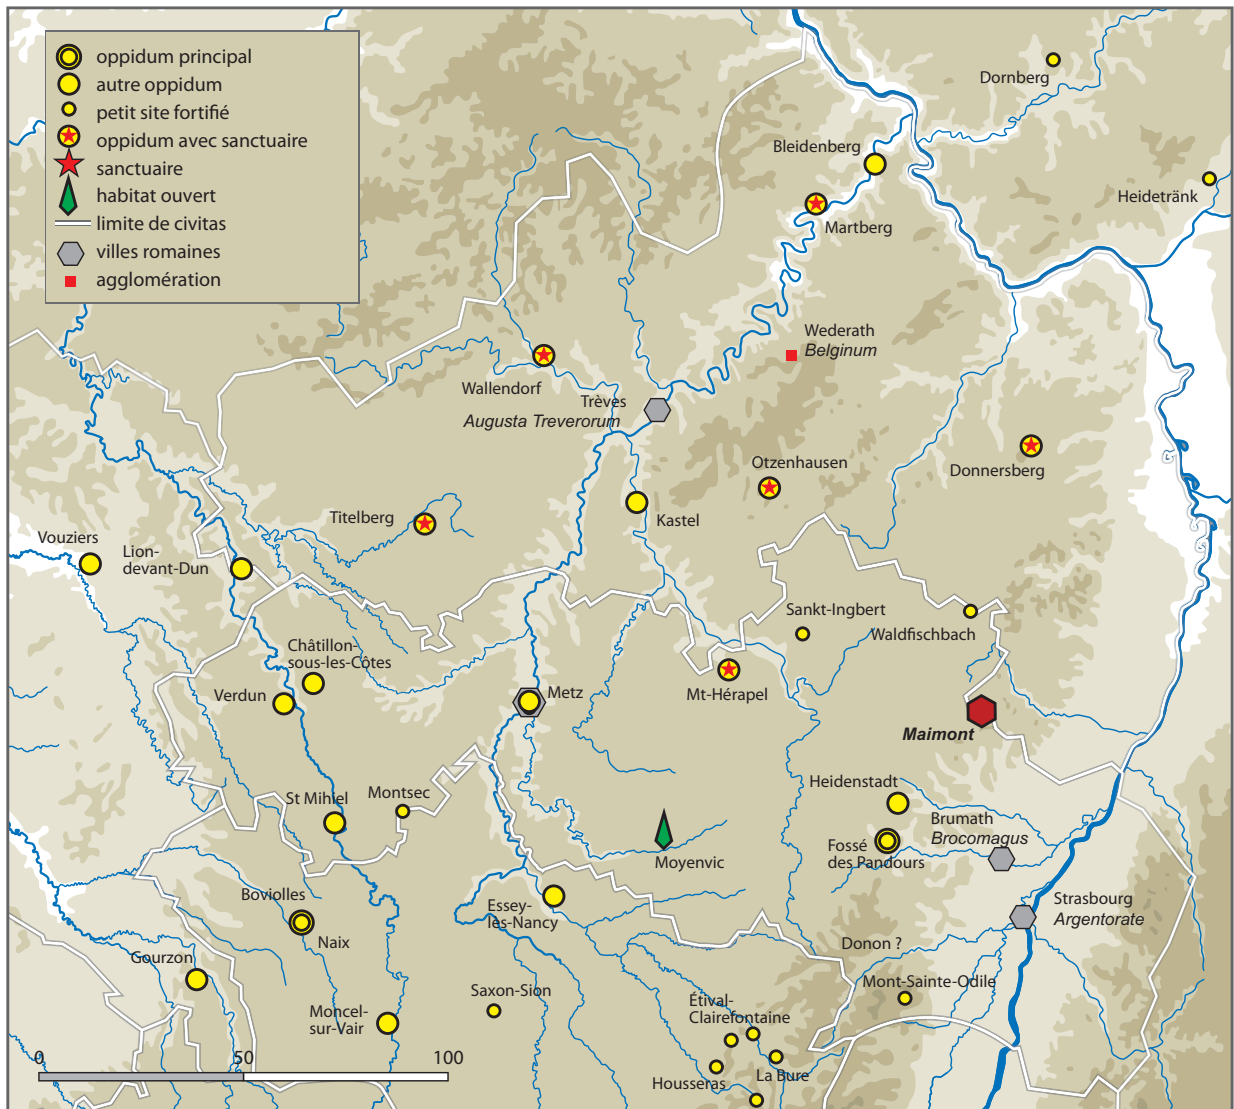 oppidum principal
autre oppidum
petit site fortifié
oppidum avec sanctuaire
sanctuaire
habitat ouvert
limite de civitas
villes romaines
agglomération
Dornberg
Bleidenberg
Heidetränk
Martberg
Wederath
Belginum
Wallendorf
Trèves
Augusta Treverorum
Otzenhausen
Donnersberg
Titelberg
Kastel
Vouziers
Lion-
devant-Dun
Sankt-Ingbert
Waldfischbach
Châtillon-
sous-les-Côtes
Verdun
Metz
Mt-Hérapel
Maimont
Heidenstadt
St Mihiel
Montsec
Brumath
Brocomagus
Fossé
des Pandours
Moyenvic
Boviolles
Naix
Essey-
les-Nancy
Strasbourg
Argentorate
Donon ?
Gourzon
Mont-Sainte-Odile
Saxon-Sion
Étival-
Clairefontaine
Moncel-
sur-Vair
La Bure
Housseras
0
50
100